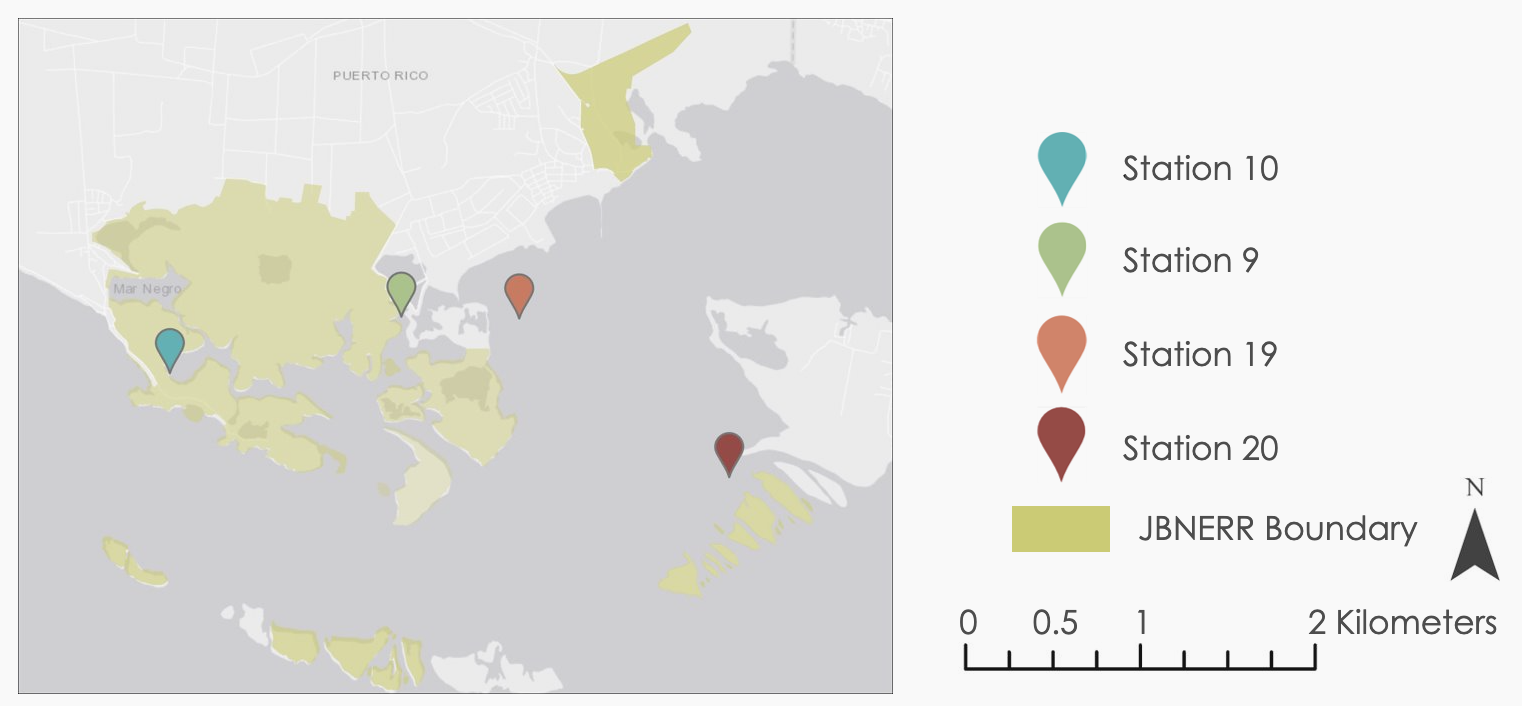 PUERTO RICO
Mar Negro
Station 10
Station 9
Station 19
Station 20
N
JBNERR Boundary
0 0.5 1 2 Kilometers